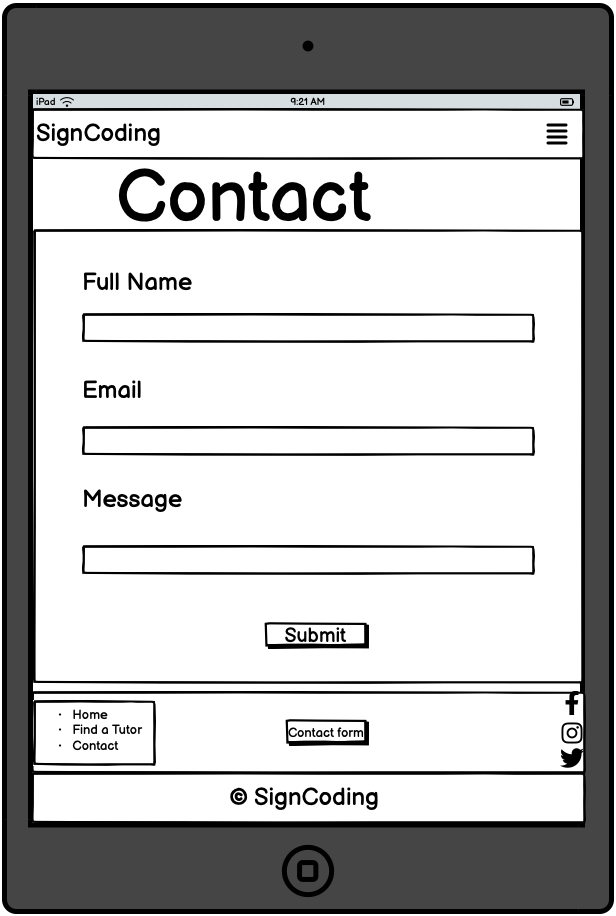 iPad 9:21 AM
SignCoding
Contact
Full Name
Email
Message
Submit
· Home
· Find a Tutor
· Contact
Contact form
© SignCoding